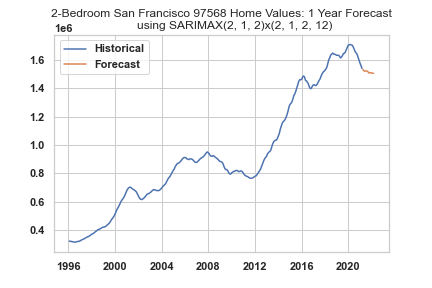 2-Bedroom San Francisco 97568 Home Values: 1 Year Forecast
using SARIMAX(2, 1, 2)x(2, 1, 2, 12)
1e6
Historical
Forecast
1.6
1.4
1.2
1.0
0.8
0.6
0.4
1996 2000 2004 2008 2012 2016 2020